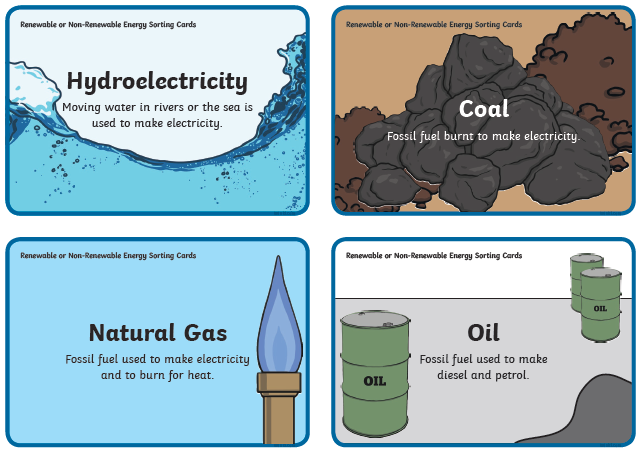 Renewable or Non-Renewable Energy Sorting Cards
Hydroelectricity
Moving water in rivers or the sea is
used to make electricity.
Renewable or Non-Renewable Energy Sorting Cards
Coal
Fossil fuel burnt to make electricity.
Renewable or Non-Renewable Energy Sorting Cards
Natural Gas
Fossil fuel used to make electricity
and to burn for heat.
Renewable or Non-Renewable Energy Sorting Cards
Oil
Fossil fuel used to make
diesel and petrol.
OIL
OIL